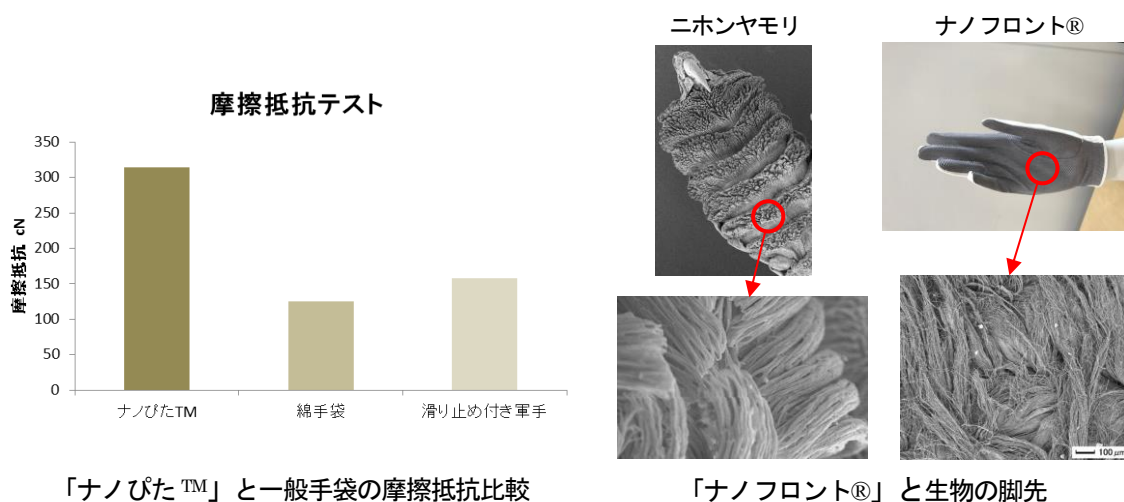 摩擦抵抗テスト
摩擦抵抗 cN
350
300
250
200
150
100
50
0
ナノぴたTM
綿手袋
滑り止め付き軍手
「ナノぴた™」と一般手袋の摩擦抵抗比較
ニホンヤモリ
ナノフロント®
100μm
「ナノフロント®」と生物の脚先